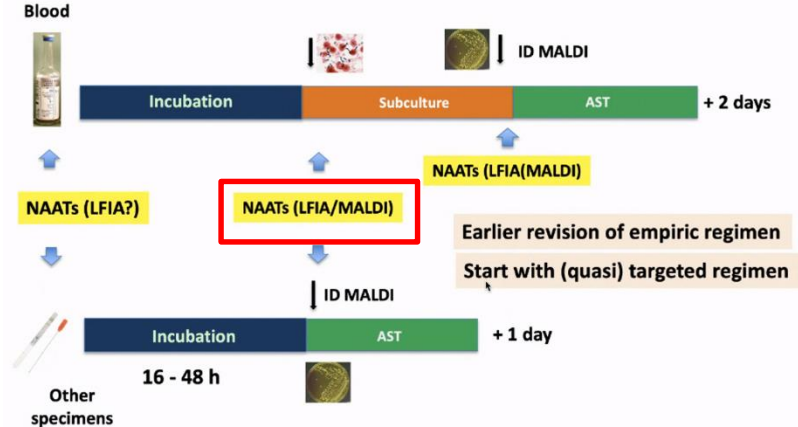 Blood
ID MALDI
Incubation
Subculture
AST
+ 2 days
NAATs (LFIA(MALDI)
NAATs (LFIA?)
NAATs (LFIA/MALDI)
Earlier revision of empiric regimen
Start with (quasi) targeted regimen
ID MALDI
Incubation
AST
+ 1 day
16 - 48 h
Other
specimens